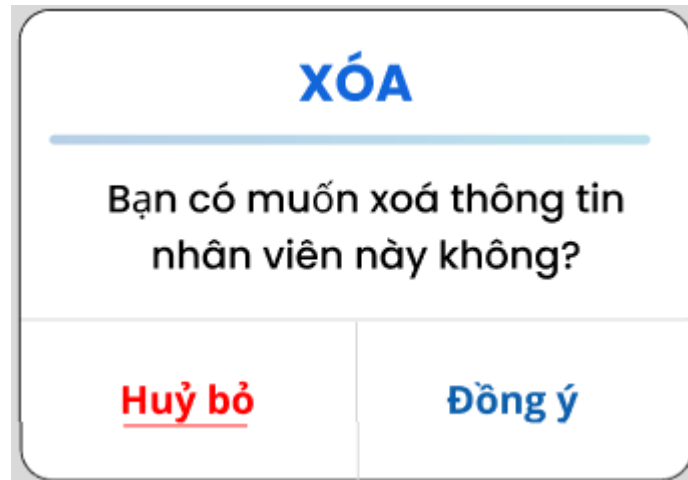 XÓA
Bạn có muốn xoá thông tin
nhân viên này không?
Huỷ bỏ
Đồng ý